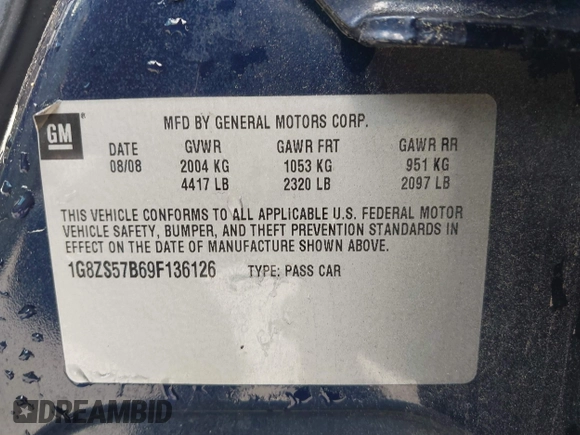 GM
MFD BY GENERAL MOTORS CORP.
DATE GVWR GAWR FRT GAWR RR
08/08 2004 KG 1053 KG 951 KG
4417 LB 2320 LB 2097 LB
THIS VEHICLE CONFORMS TO ALL APPLICABLE U.S. FEDERAL MOTOR
VEHICLE SAFETY, BUMPER, AND THEFT PREVENTION STANDARDS IN
EFFECT ON THE DATE OF MANUFACTURE SHOWN ABOVE.
1G8ZS57B69F136126 TYPE: PASS CAR
DREAMBID